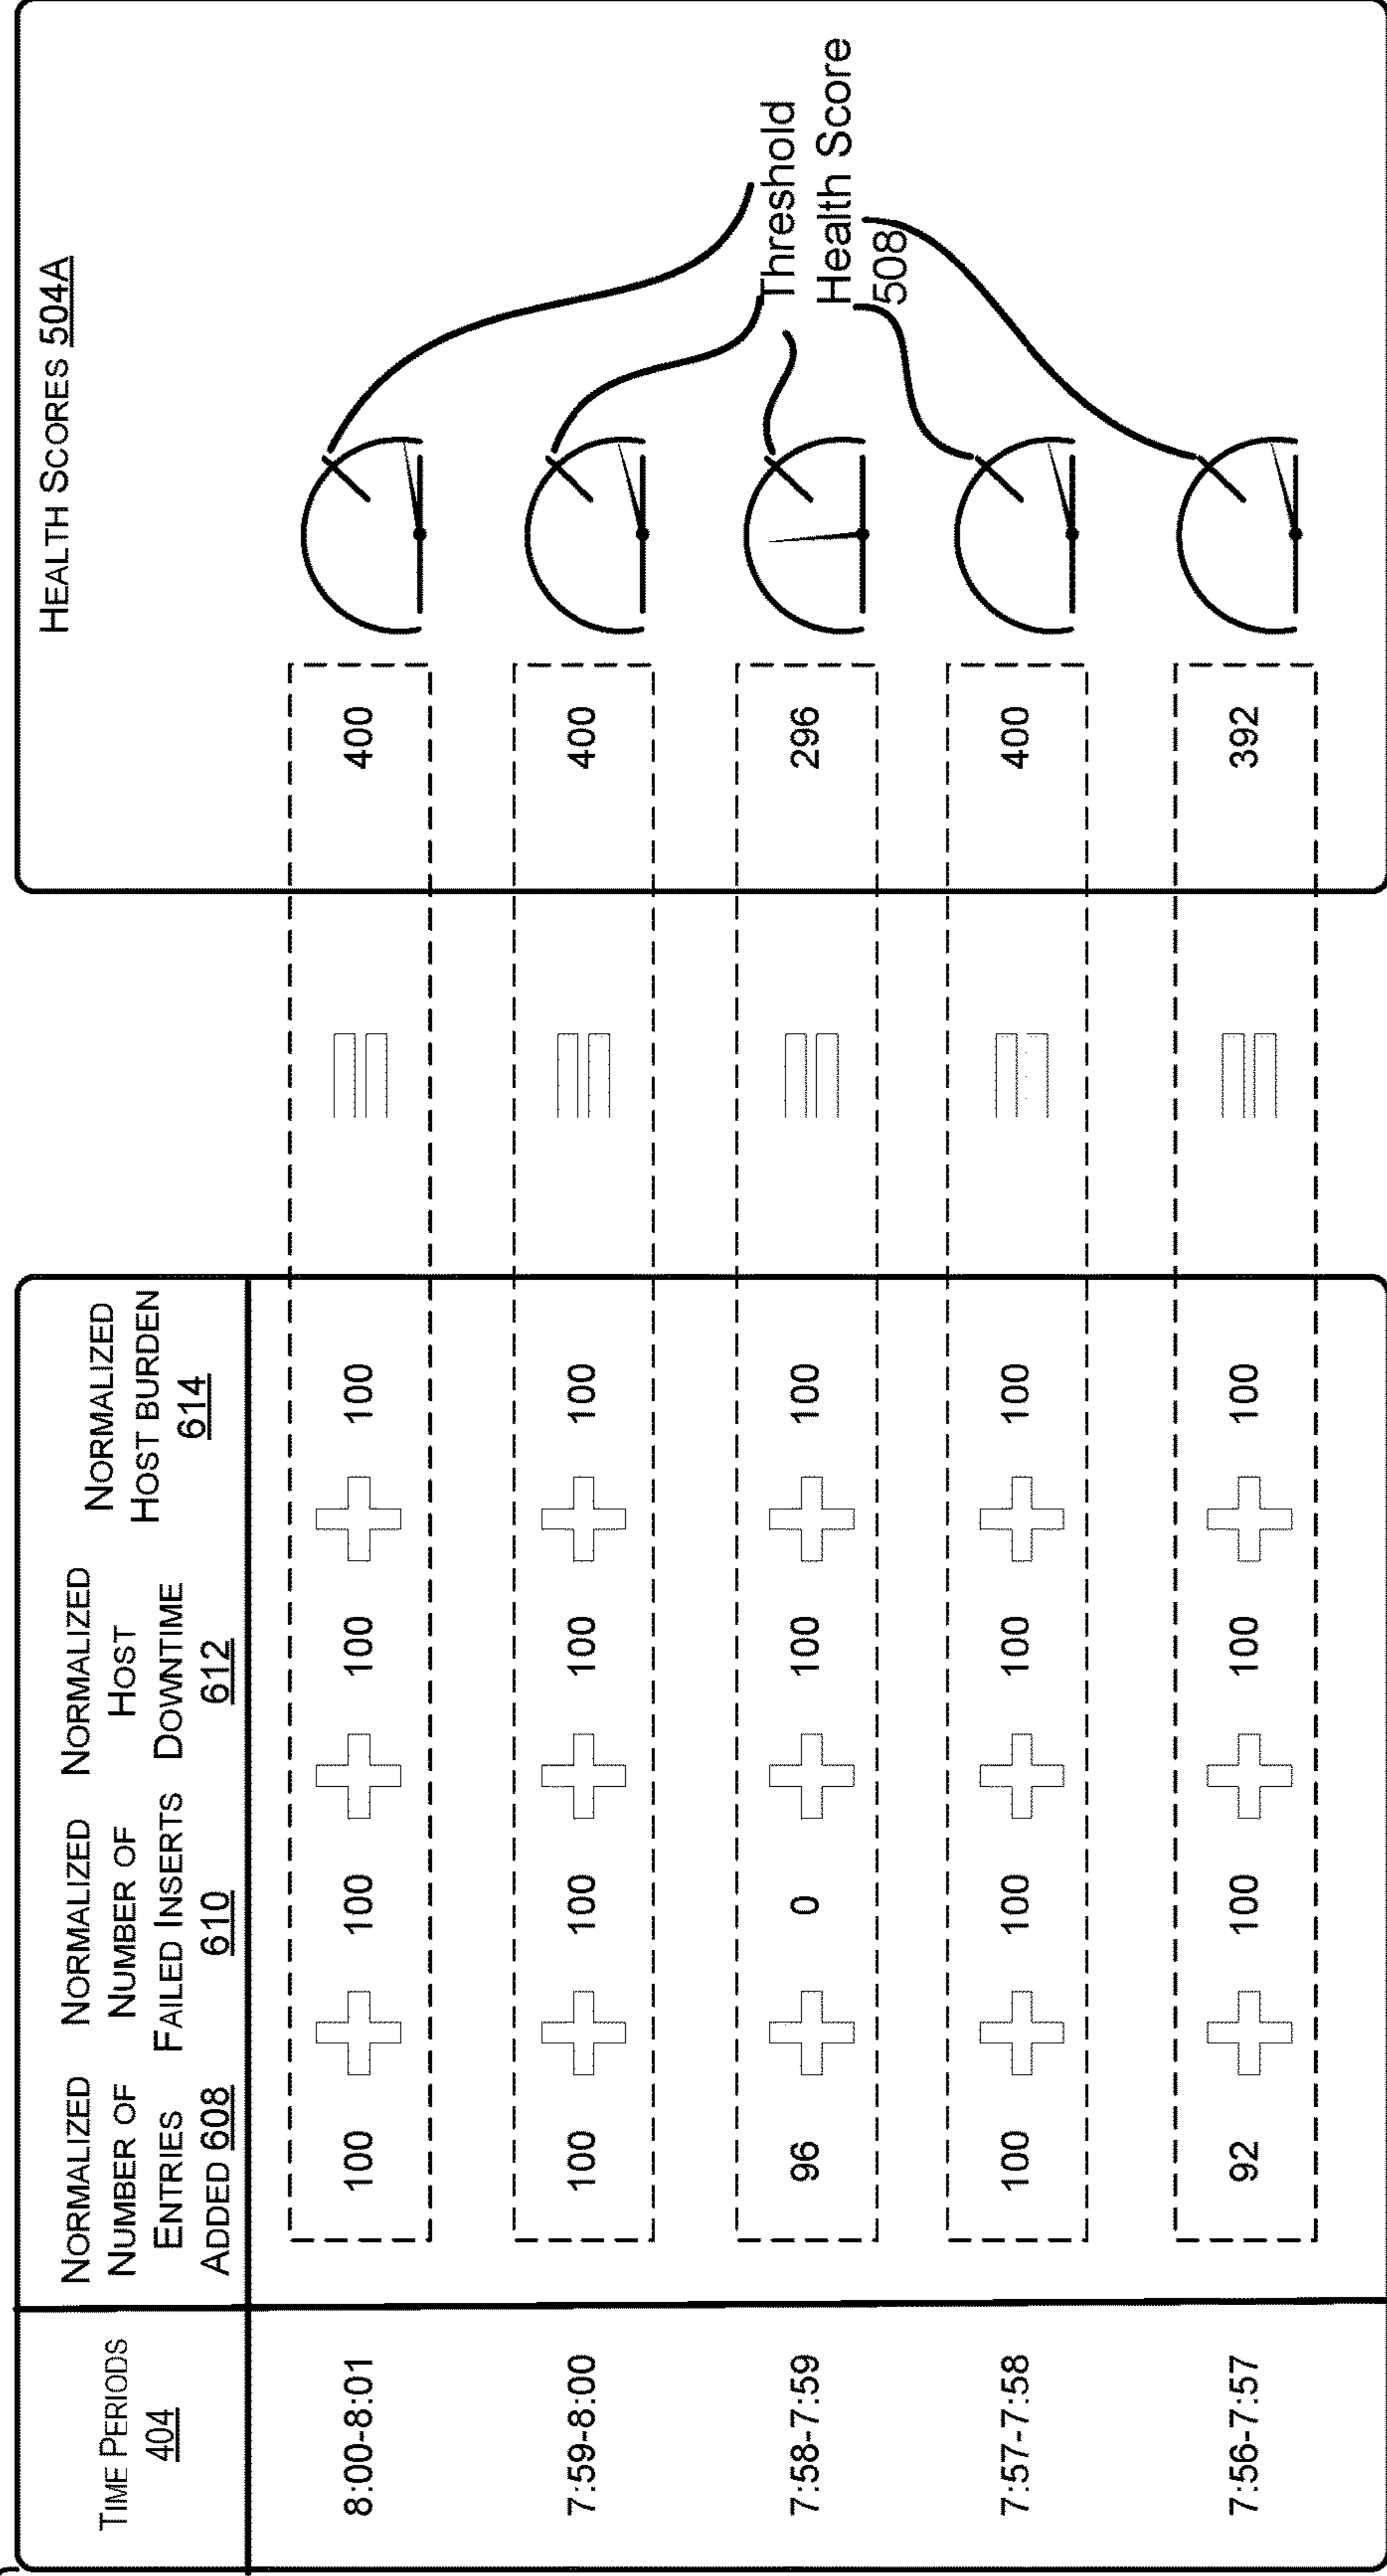 TIME PERIODS
404
NORMALIZED
NUMBER OF
ENTRIES
ADDED 608
NORMALIZED
NUMBER OF
FAILED INSERTS
610
NORMALIZED
HOST
DOWNTIME
612
NORMALIZED
HOST BURDEN
614
HEALTH SCORES 504A
8:00-8:01 100 + 100 + 100 + 100 = 400
7:59-8:00 100 + 100 + 100 + 100 = 400
7:58-7:59 96 + 0 + 100 + 100 = 296
7:57-7:58 100 + 100 + 100 + 100 = 400
7:56-7:57 92 + 100 + 100 + 100 = 392
Threshold
Health Score
508